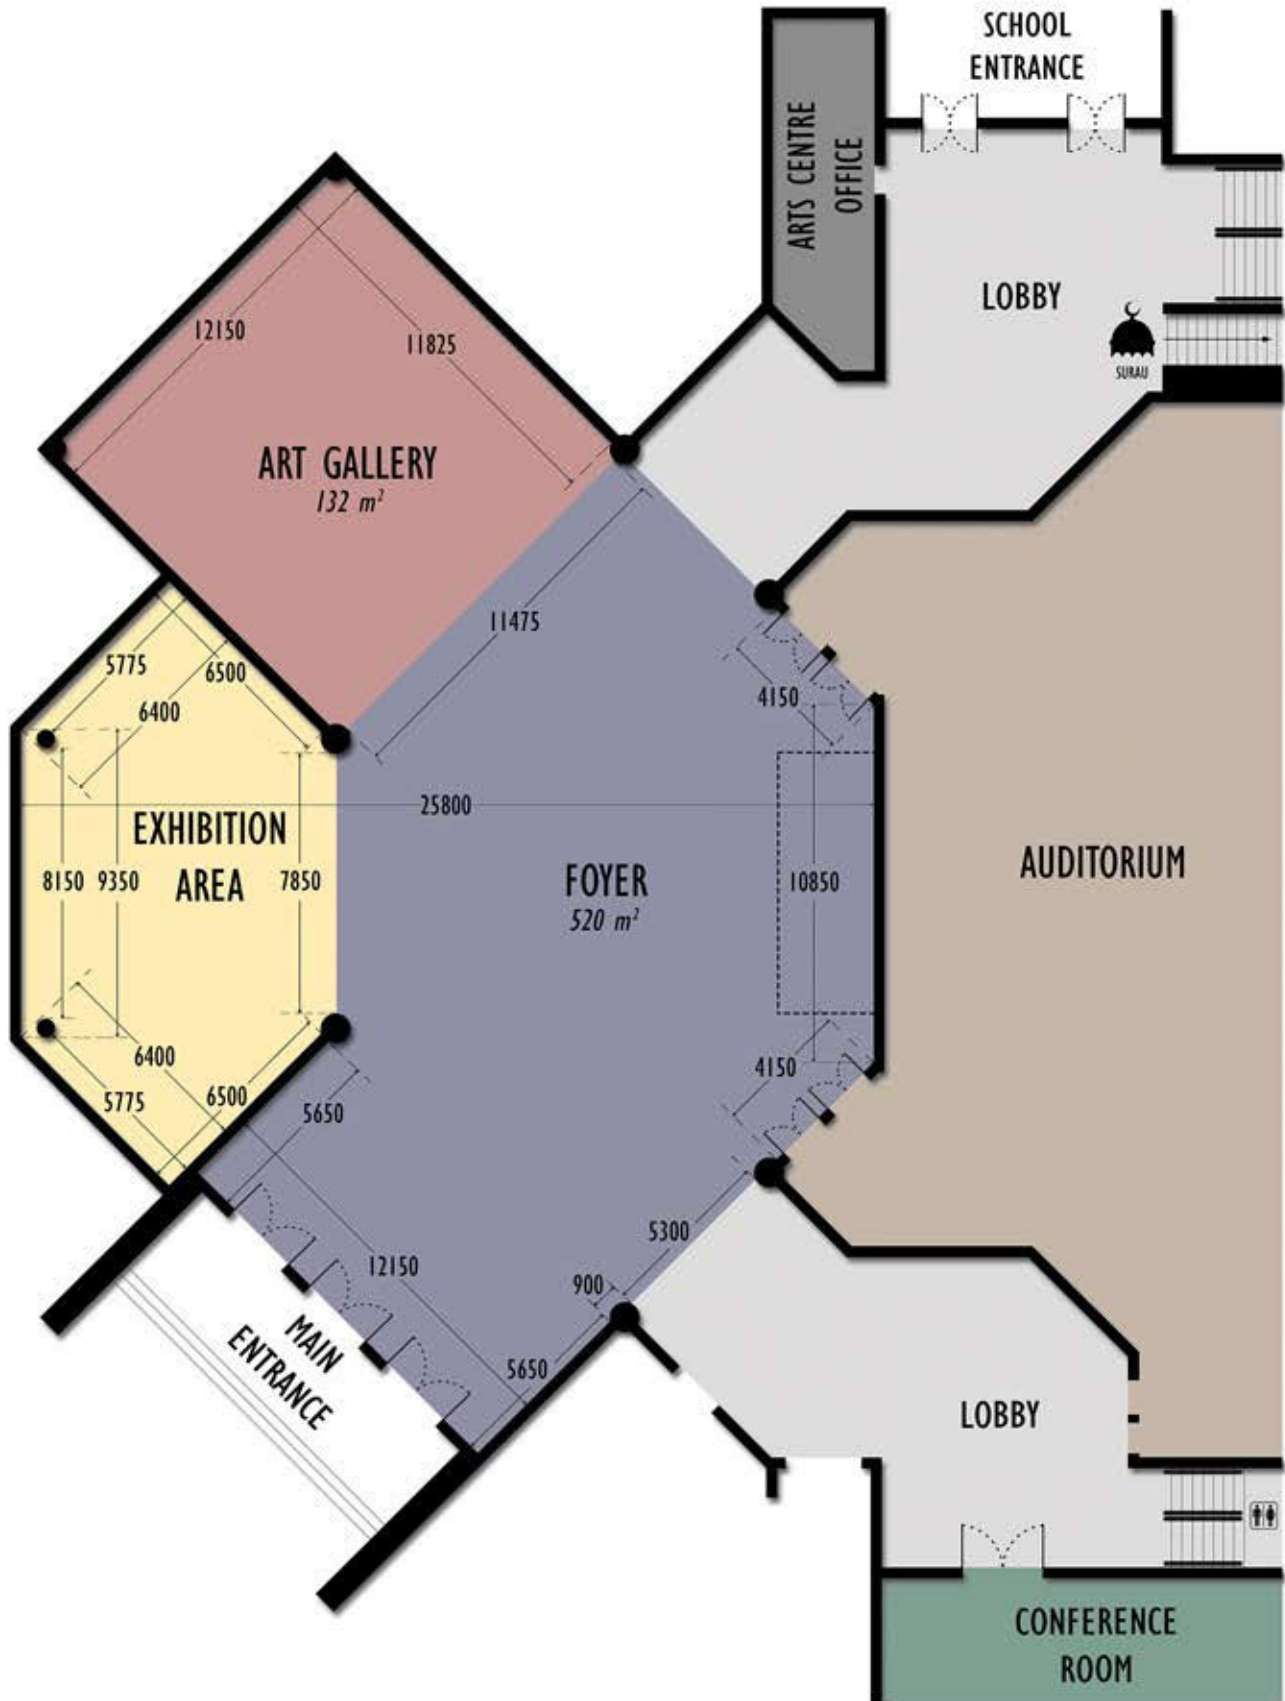 SCHOOL
ENTRANCE
ARTS CENTRE
OFFICE
LOBBY
SURAU
12150
11825
ART GALLERY
132 m²
11475
5775
6500
6400
4150
25800
EXHIBITION
AREA
8150
9350
7850
FOYER
520 m²
10850
AUDITORIUM
6400
5775
6500
5650
4150
5300
900
12150
5650
MAIN
ENTRANCE
LOBBY
CONFERENCE
ROOM